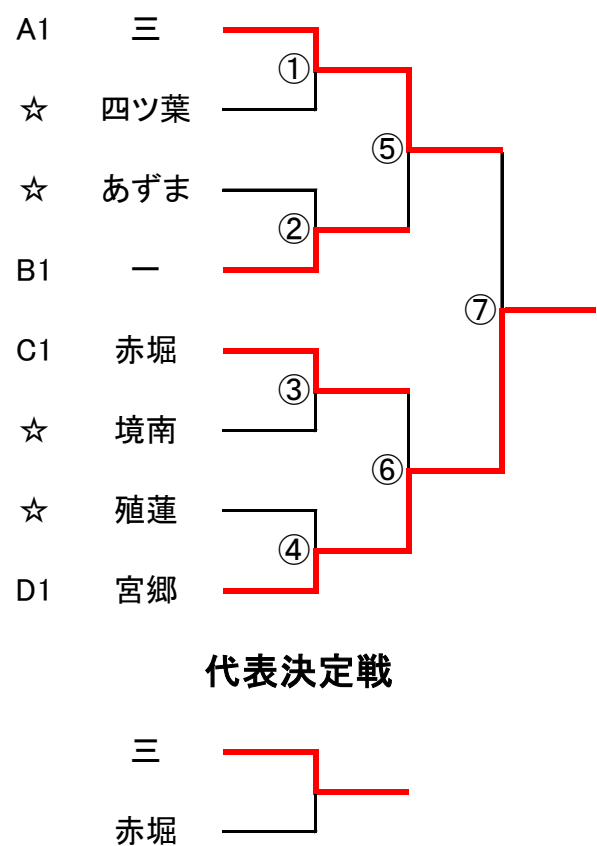 A1 三
①
☆ 四ツ葉
⑤
☆ あずま
②
B1 一
⑦
C1 赤堀
③
☆ 境南
⑥
☆ 殖蓮
④
D1 宮郷
代表決定戦
三
赤堀